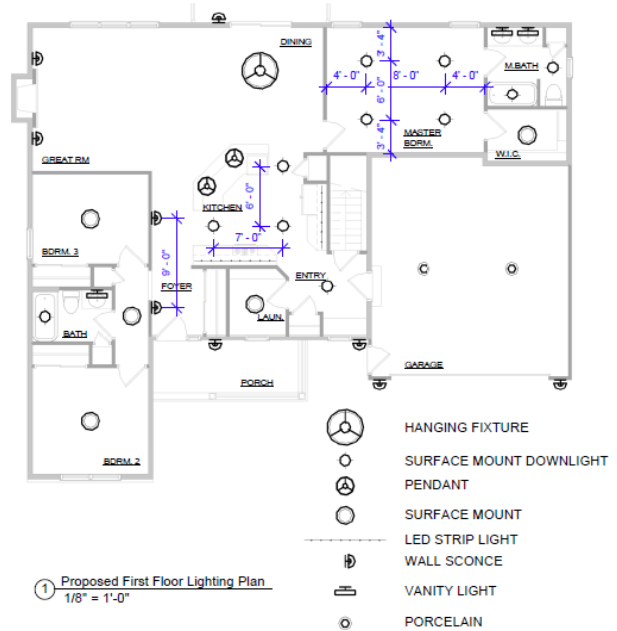 DINING
3' - 4"
4' - 0"
8' - 0"
4' - 0"
6' - 0"
3' - 4"
M.BATH
MASTER
BDRM.
W.I.C.
GREAT RM
KITCHEN
6' - 0"
7' - 0"
BDRM. 3
9' - 0"
FOYER
ENTRY
LAUN.
BATH
GARAGE
PORCH
BDRM. 2
HANGING FIXTURE
SURFACE MOUNT DOWNLIGHT
PENDANT
SURFACE MOUNT
LED STRIP LIGHT
WALL SCONCE
VANITY LIGHT
PORCELAIN
1 Proposed First Floor Lighting Plan
1/8" = 1'-0"